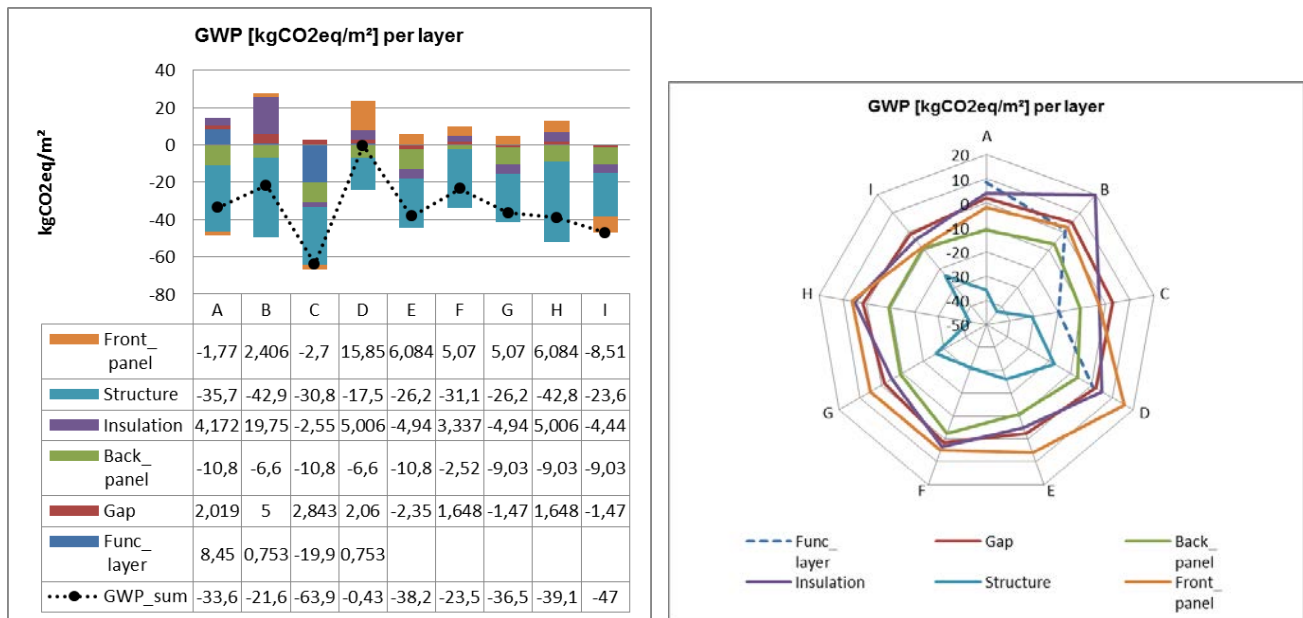 GWP [kgCO2eq/m²] per layer
kgCO2eq/m²
40
20
0
-20
-40
-60
-80
A B C D E F G H I
Front_
panel
-1,77 2,406 -2,7 15,85 6,084 5,07 5,07 6,084 -8,51
Structure -35,7 -42,9 -30,8 -17,5 -26,2 -31,1 -26,2 -42,8 -23,6
Insulation 4,172 19,75 -2,55 5,006 -4,94 3,337 -4,94 5,006 -4,44
Back_
panel
-10,8 -6,6 -10,8 -6,6 -10,8 -2,52 -9,03 -9,03 -9,03
Gap 2,019 5 2,843 2,06 -2,35 1,648 -1,47 1,648 -1,47
Func_
layer
8,45 0,753 -19,9 0,753
GWP_sum -33,6 -21,6 -63,9 -0,43 -38,2 -23,5 -36,5 -39,1 -47
GWP [kgCO2eq/m²] per layer
A
B
C
D
E
F
G
H
I
20
10
0
-10
-20
-30
-40
-50
Func_
layer
Gap
Back_
panel
Insulation
Structure
Front_
panel